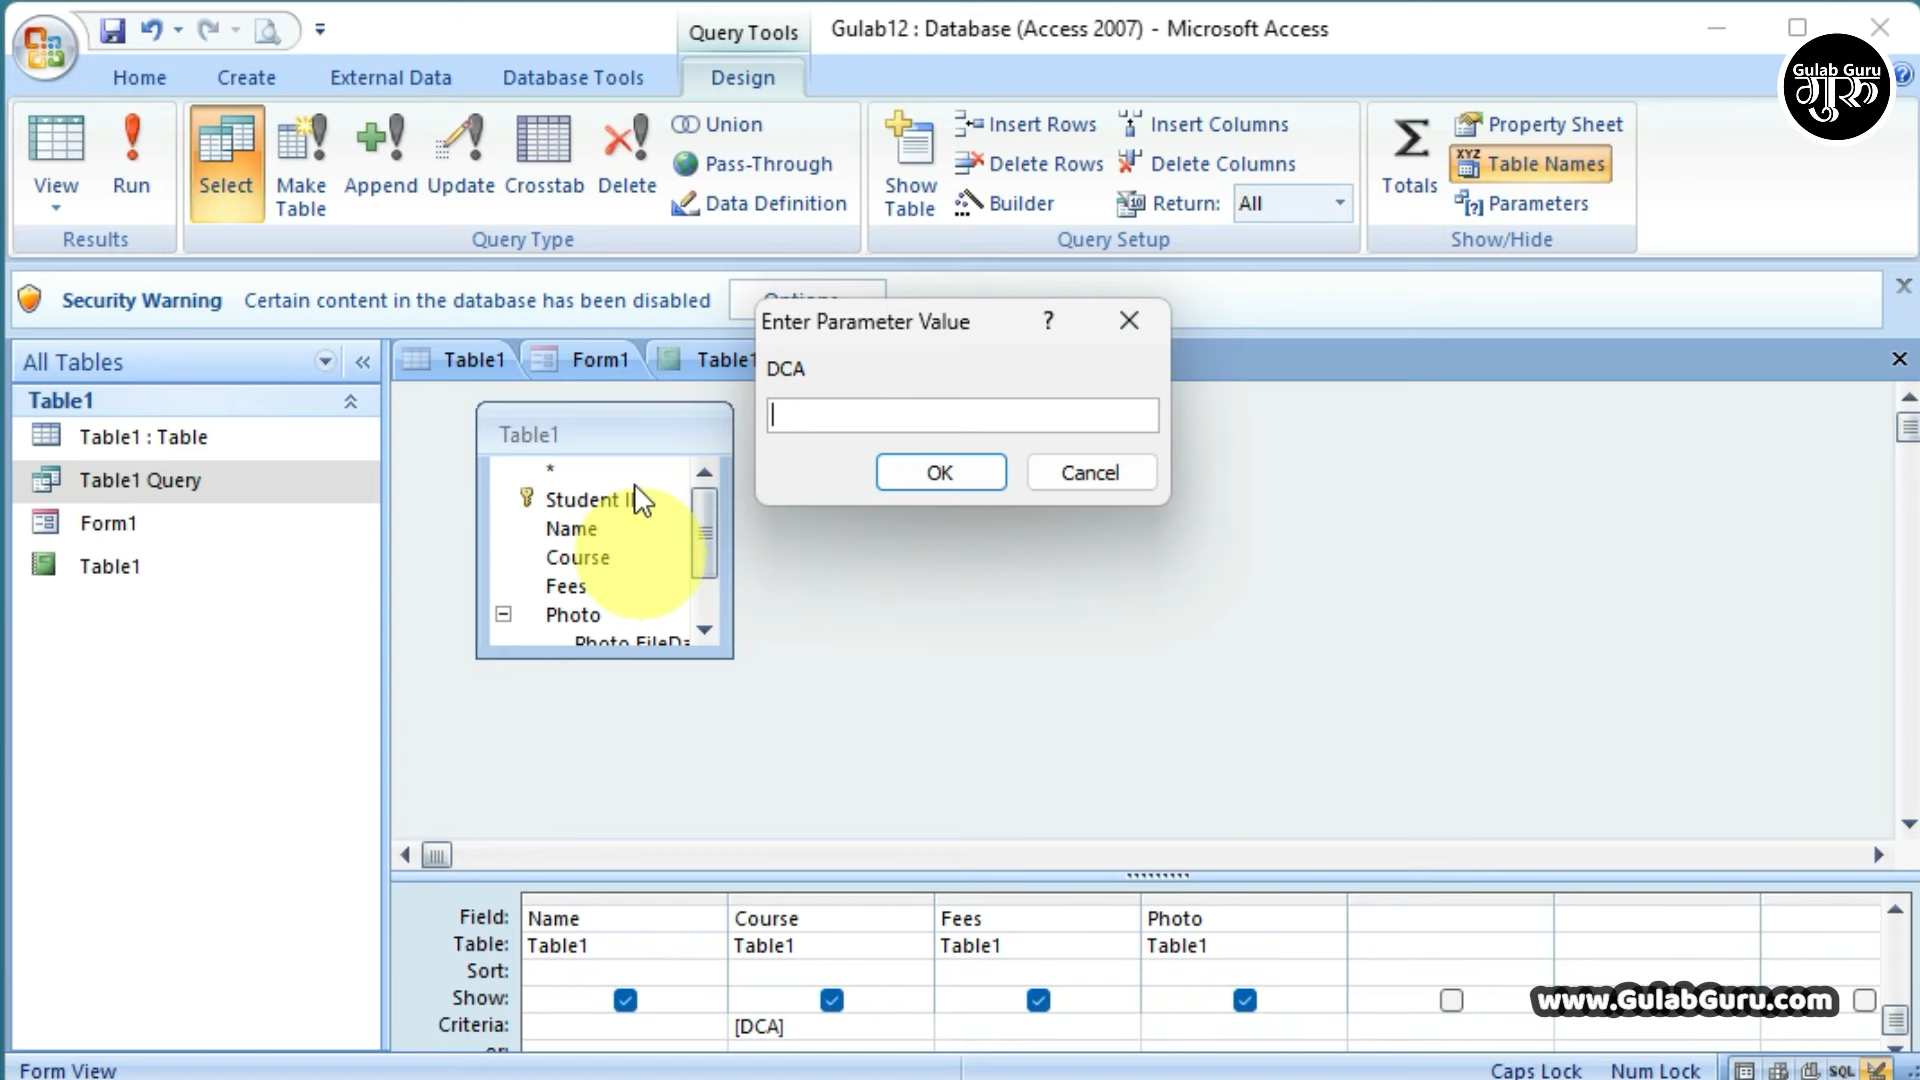 Query Tools
Gulab12 : Database (Access 2007) - Microsoft Access
Home
Create
External Data
Database Tools
Design
Gulab Guru
गुरु
View
Run
Select
Make
Table
Append
Update
Crosstab
Delete
Union
Pass-Through
Data Definition
Show
Table
Insert Rows
Delete Rows
Builder
Insert Columns
Delete Columns
Return:
All
Totals
Property Sheet
XYZ
Table Names
Parameters
Results
Query Type
Query Setup
Show/Hide
Security Warning
Certain content in the database has been disabled
Enter Parameter Value
DCA
OK
Cancel
All Tables
Table1
Table1 : Table
Table1 Query
Form1
Table1
Table1
Form1
Table1
Table1
*
Student
Name
Course
Fees
Photo
Field:
Name
Course
Fees
Photo
Table:
Table1
Table1
Table1
Table1
Sort:
Show:
Criteria:
[DCA]
www.GulabGuru.com
Form View
Caps Lock
Num Lock
SQL